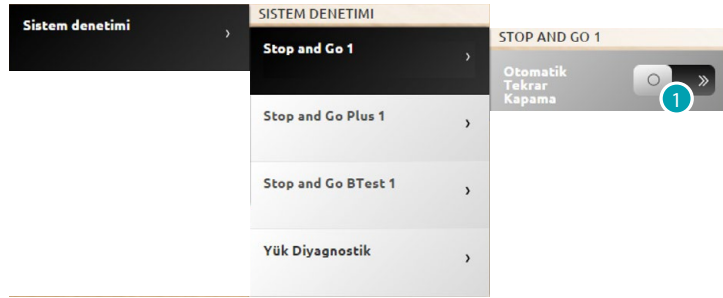 Sistem denetimi
SISTEM DENETIMI
Stop and Go 1
Stop and Go Plus 1
Stop and Go BTest 1
Yük Diyagnostik
STOP AND GO 1
Otomatik
Tekrar
Kapama
1